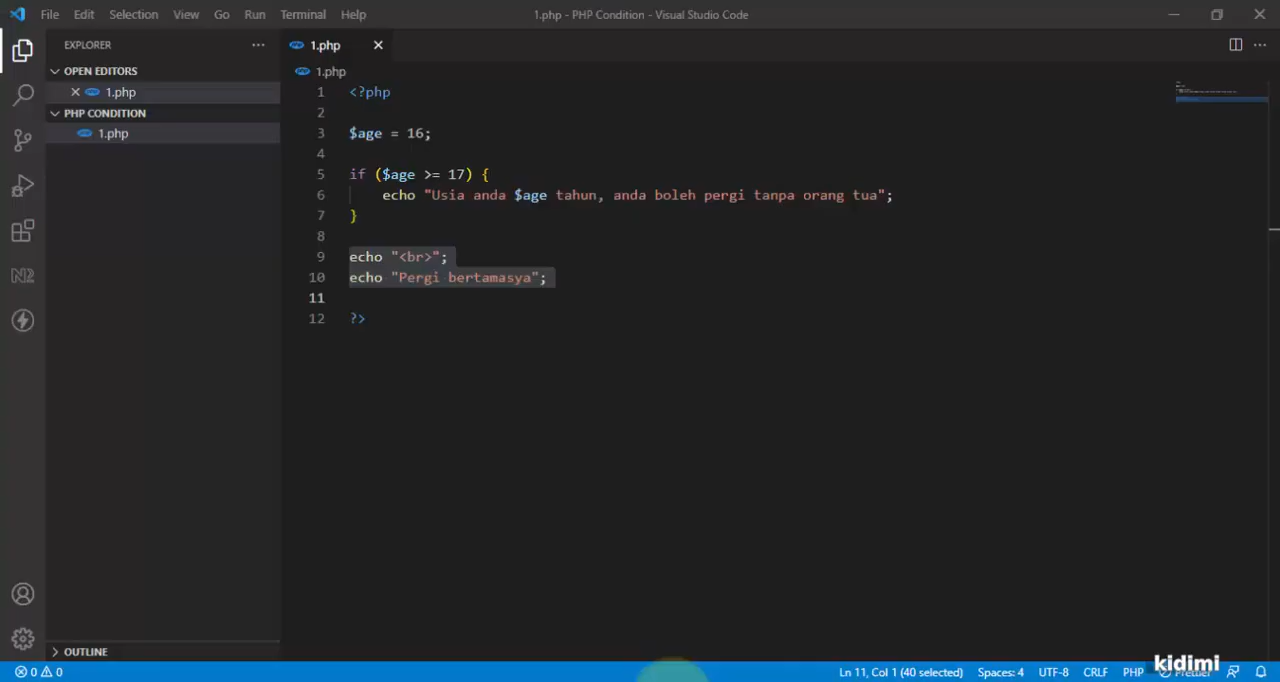 File Edit Selection View Go Run Terminal Help 1.php - PHP Condition - Visual Studio Code
EXPLORER
1.php
OPEN EDITORS
1.php
PHP CONDITION
1.php
OUTLINE
1.php
1 <?php
2
3 $age = 16;
4
5 if ($age >= 17) {
6 echo "Usia anda $age tahun, anda boleh pergi tanpa orang tua";
7 }
8
9 echo "<br>";
10 echo "Pergi bertamasya";
11
12 ?>
0 0 Ln 11, Col 1 (40 selected) Spaces: 4 UTF-8 CRLF PHP Prettier
kidimi